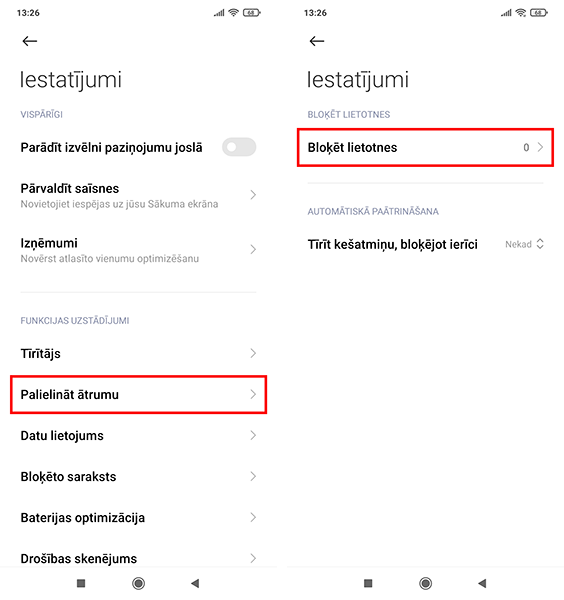 13:26
68
Iestatījumi
VISPĀRĪGI
Parādīt izvēlni paziņojumu joslā
Pārvaldīt saīsnes
Novietojiet iespējas uz jūsu Sākuma ekrāna
Izņēmumi
Novērst atlasīto vienumu optimizēšanu
FUNKCIJAS UZSTĀDĪJUMI
Tīrītājs
Palielināt ātrumu
Datu lietojums
Bloķēto saraksts
Baterijas optimizācija
Drošības skenējums
13:26
68
Iestatījumi
BLOĶĒT LIETOTNES
Bloķēt lietotnes 0
AUTOMĀTISKĀ PAĀTRINĀŠANA
Tīrīt kešatmiņu, bloķējot ierīci Nekad